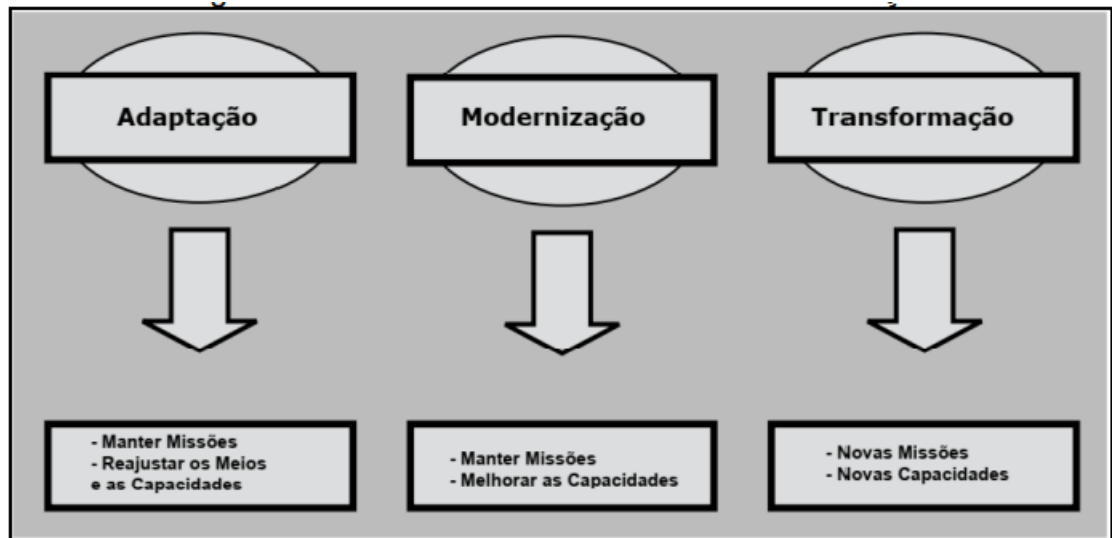 Adaptação
Modernização
Transformação
- Manter Missões
- Reajustar os Meios
e as Capacidades
- Manter Missões
- Melhorar as Capacidades
- Novas Missões
- Novas Capacidades